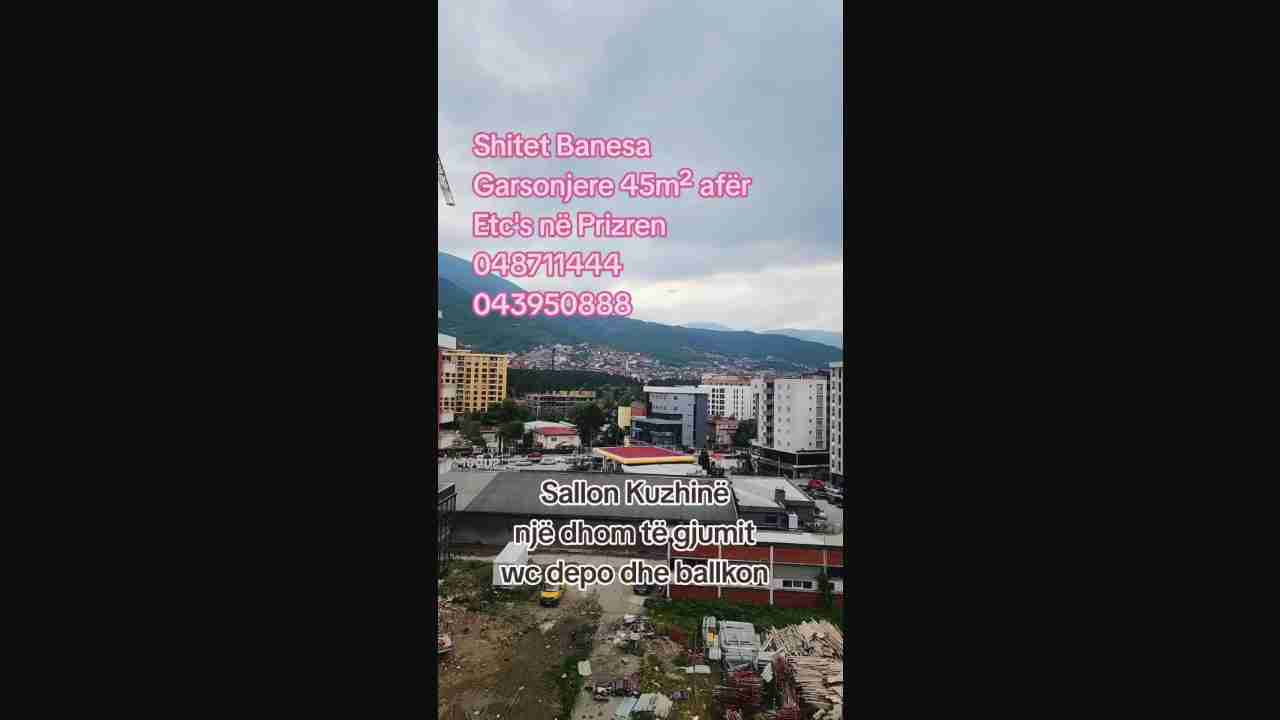 Shitet Banesa
Garsonjere 45m² afër
Etc's në Prizren
048711444
043950888
Sallon Kuzhinë
një dhom të gjumit
wc depo dhe ballkon